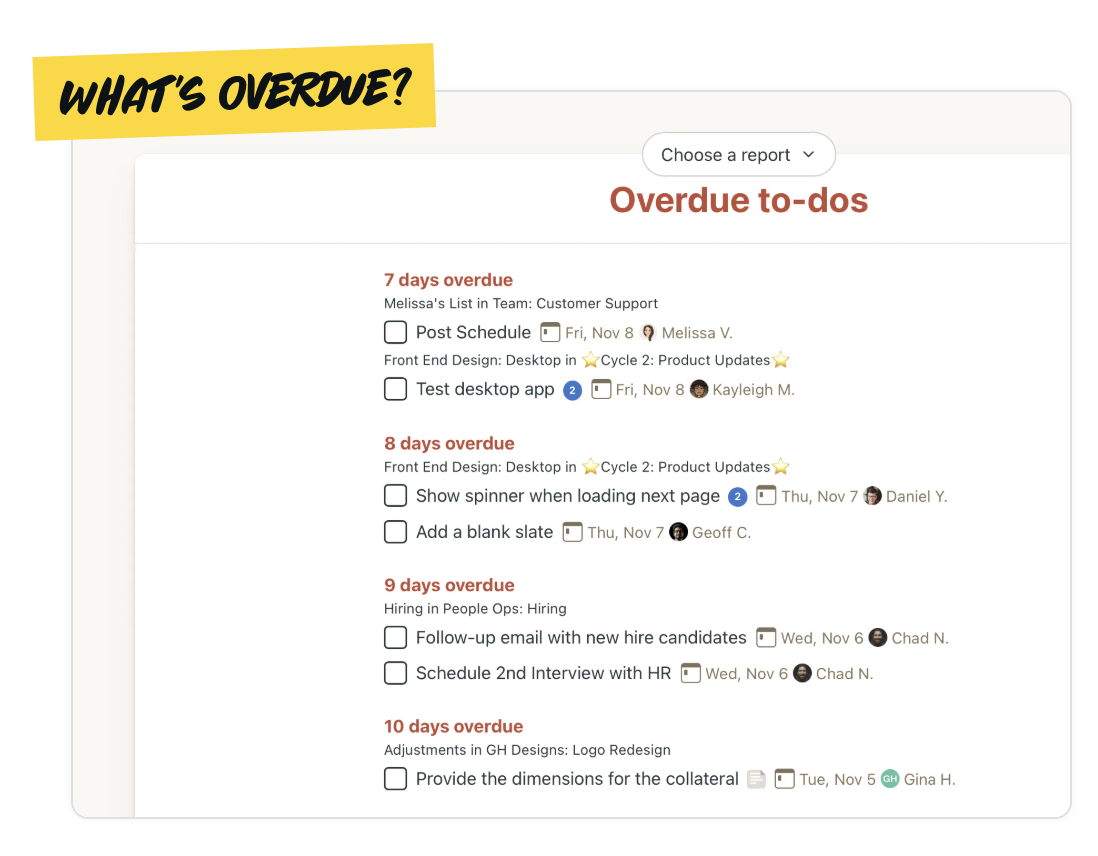 WHAT'S OVERDUE?
Choose a report
Overdue to-dos
7 days overdue
Melissa's List in Team: Customer Support
Post Schedule Fri, Nov 8 Melissa V.
Front End Design: Desktop in ⭐Cycle 2: Product Updates⭐
Test desktop app 2 Fri, Nov 8 Kayleigh M.
8 days overdue
Front End Design: Desktop in ⭐Cycle 2: Product Updates⭐
Show spinner when loading next page 2 Thu, Nov 7 Daniel Y.
Add a blank slate Thu, Nov 7 Geoff C.
9 days overdue
Hiring in People Ops: Hiring
Follow-up email with new hire candidates Wed, Nov 6 Chad N.
Schedule 2nd Interview with HR Wed, Nov 6 Chad N.
10 days overdue
Adjustments in GH Designs: Logo Redesign
Provide the dimensions for the collateral Tue, Nov 5 GH Gina H.